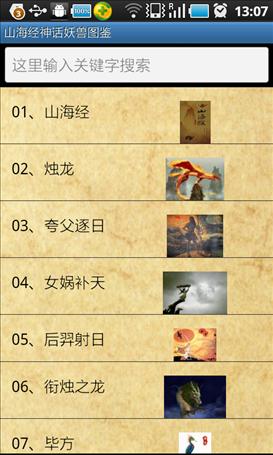 3
100%
R
13:07
山海经神话妖兽图鉴
这里输入关键字搜索
01、山海经
02、烛龙
03、夸父逐日
04、女娲补天
05、后羿射日
06、衔烛之龙
07、毕方